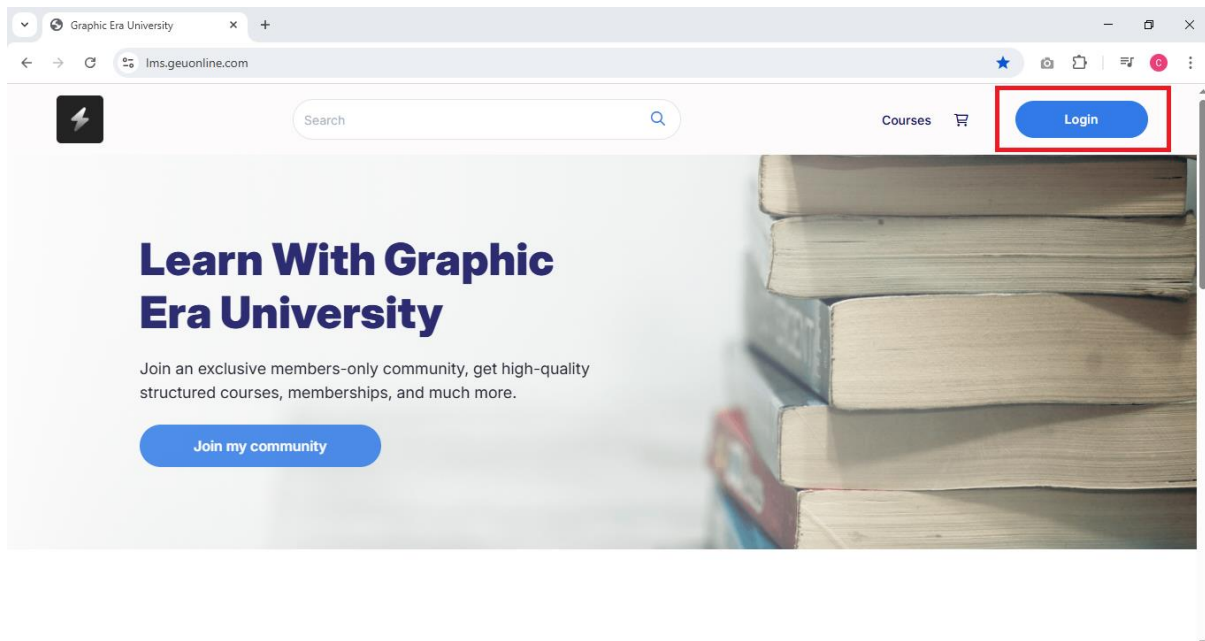 Graphic Era University
lms.geuonline.com
C
Search
Courses
Login
Learn With Graphic
Era University
Join an exclusive members-only community, get high-quality
structured courses, memberships, and much more.
Join my community